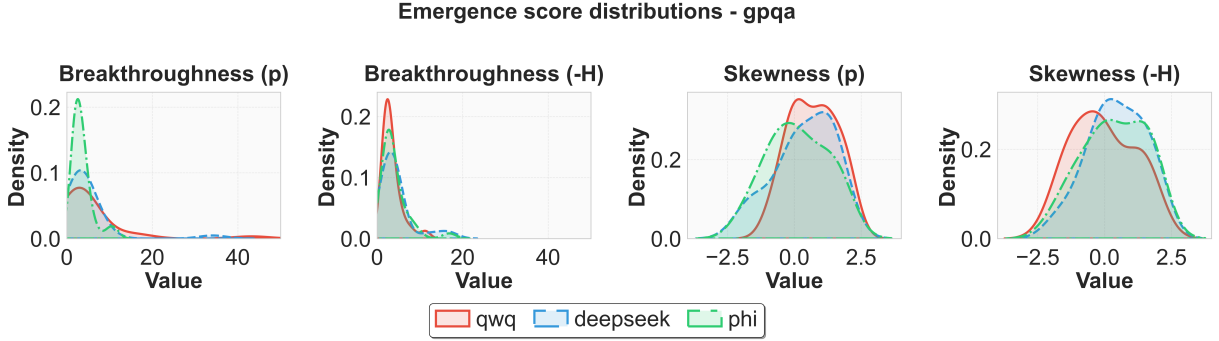 Emergence score distributions - gpqa
Breakthroughness (p)
Density
0.2
0.1
0.0
0
20
40
Value
Breakthroughness (-H)
Density
0.2
0.1
0.0
0
20
40
Value
Skewness (p)
Density
0.2
0.0
−2.5
0.0
2.5
Value
Skewness (-H)
Density
0.2
0.0
−2.5
0.0
2.5
Value
qwq
deepseek
phi